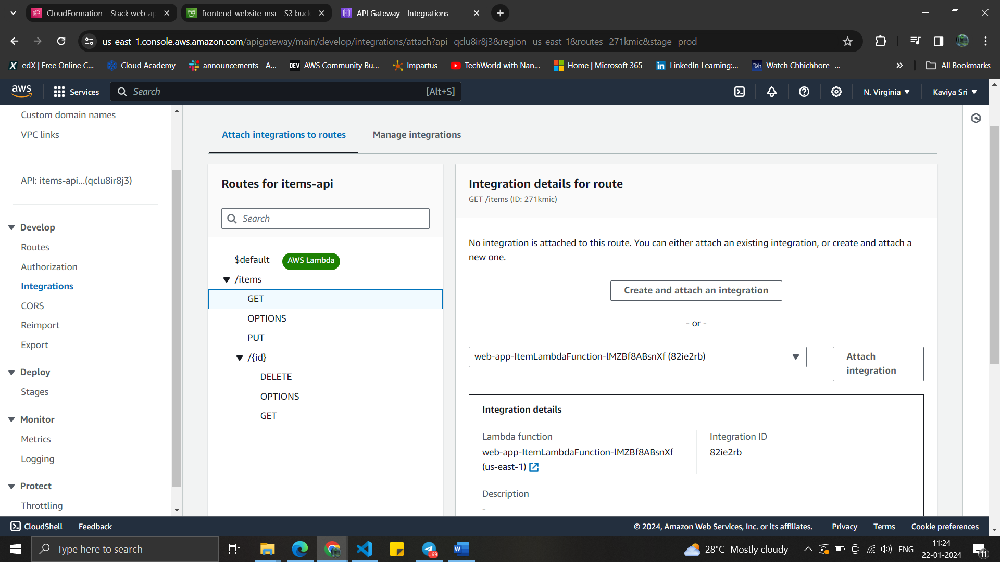 CloudFormation – Stack web-ap
frontend-website-msr - S3 buck
API Gateway - Integrations
us-east-1.console.aws.amazon.com/apigateway/main/develop/integrations/attach?api=qclu8ir8j3&region=us-east-1&routes=271kmic&stage=prod
edX | Free Online C...
Cloud Academy
announcements - A...
DEV AWS Community Bu...
Impartus
TechWorld with Nan...
Home | Microsoft 365
LinkedIn Learning:...
Watch Chhichhore -...
All Bookmarks
aws
Services
Search
[Alt+S]
N. Virginia
Kaviya Sri
Custom domain names
VPC links
API: items-api...(qclu8ir8j3)
Develop
Routes
Authorization
Integrations
CORS
Reimport
Export
Deploy
Stages
Monitor
Metrics
Logging
Protect
Throttling
Attach integrations to routes
Manage integrations
Routes for items-api
Search
$default AWS Lambda
/items
GET
OPTIONS
PUT
/{id}
DELETE
OPTIONS
GET
Integration details for route
GET /items (ID: 271kmic)
No integration is attached to this route. You can either attach an existing integration, or create and attach a
new one.
Create and attach an integration
- or -
web-app-ItemLambdaFunction-lMZBf8ABsnXf (82ie2rb)
Attach
integration
Integration details
Lambda function
web-app-ItemLambdaFunction-lMZBf8ABsnXf
(us-east-1)
Integration ID
82ie2rb
Description
-
CloudShell
Feedback
© 2024, Amazon Web Services, Inc. or its affiliates.
Privacy
Terms
Cookie preferences
Type here to search
28°C Mostly cloudy
ENG
11:24
22-01-2024
11